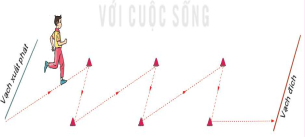 VỚI CUỘC SỐNG
Vạch xuất phát
Vạch đích